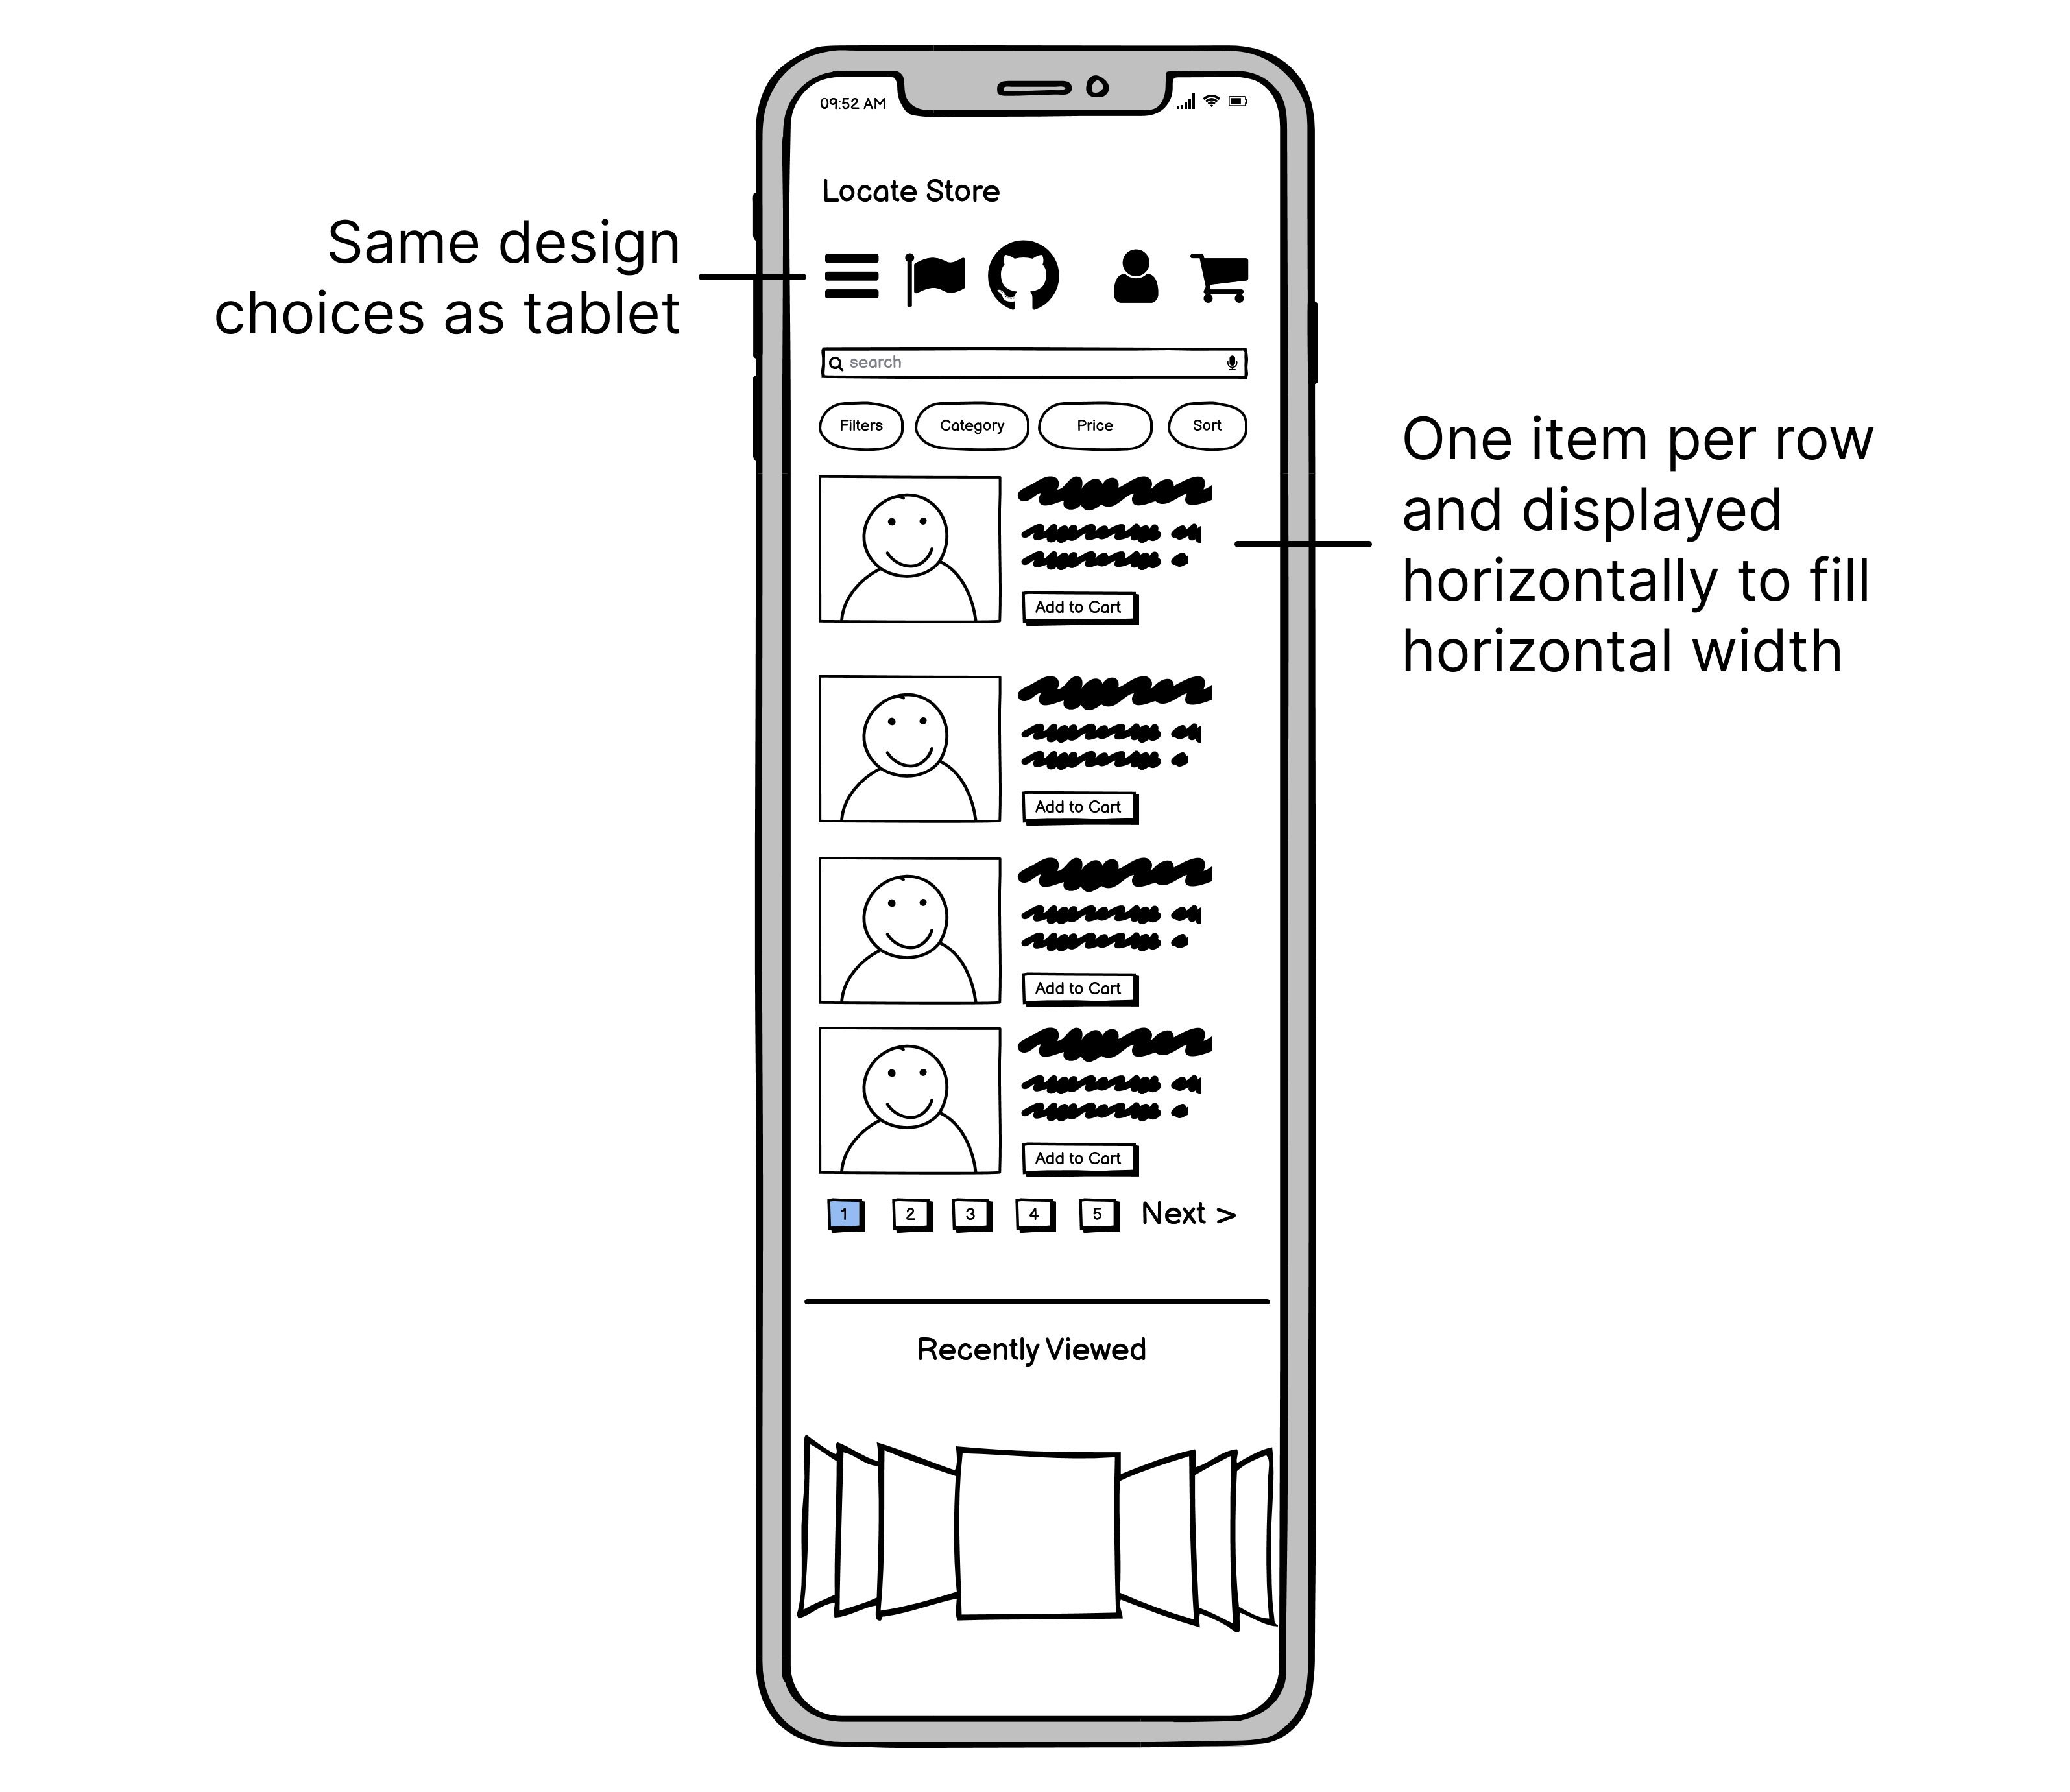 09:52 AM
Locate Store
Same design
choices as tablet
search
Filters Category Price Sort
One item per row
and displayed
horizontally to fill
horizontal width
Add to Cart
Add to Cart
Add to Cart
Add to Cart
1 2 3 4 5 Next >
Recently Viewed